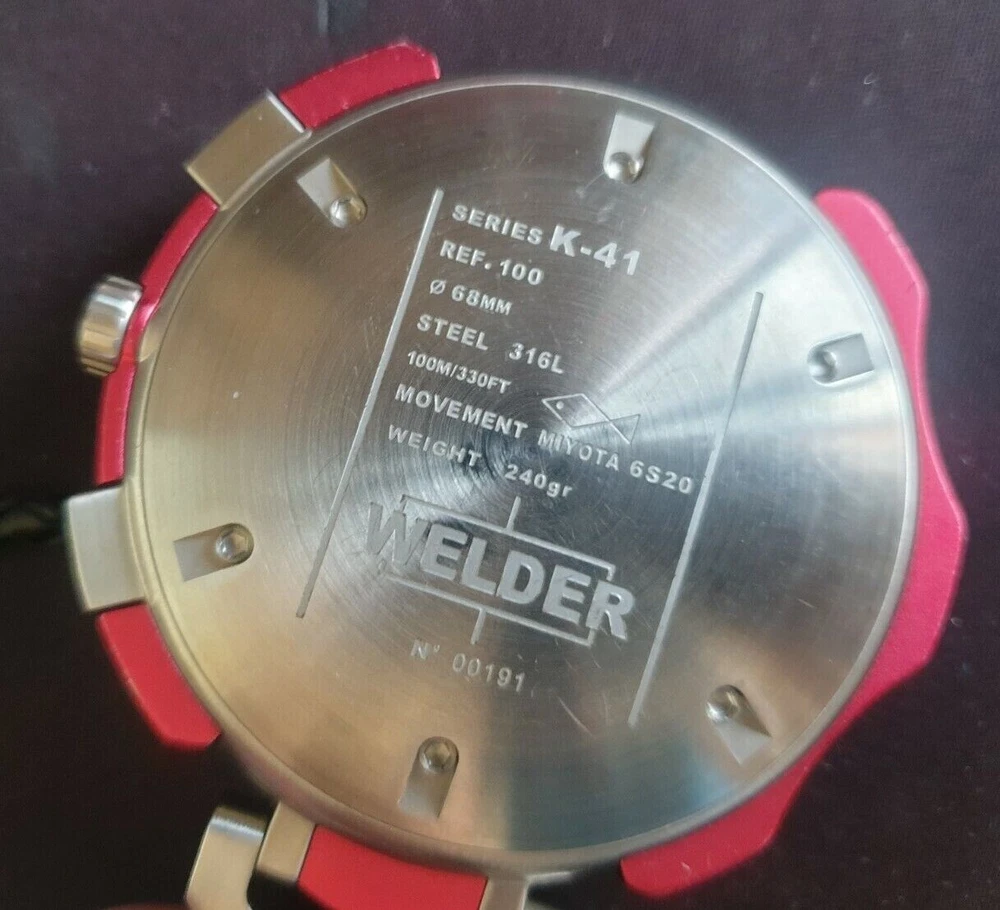 SERIES K-41
REF. 100
Ø 68MM
STEEL 316L
100M/330FT
MOVEMENT MIYOTA 6S20
WEIGHT 240gr
WELDER
N° 00191